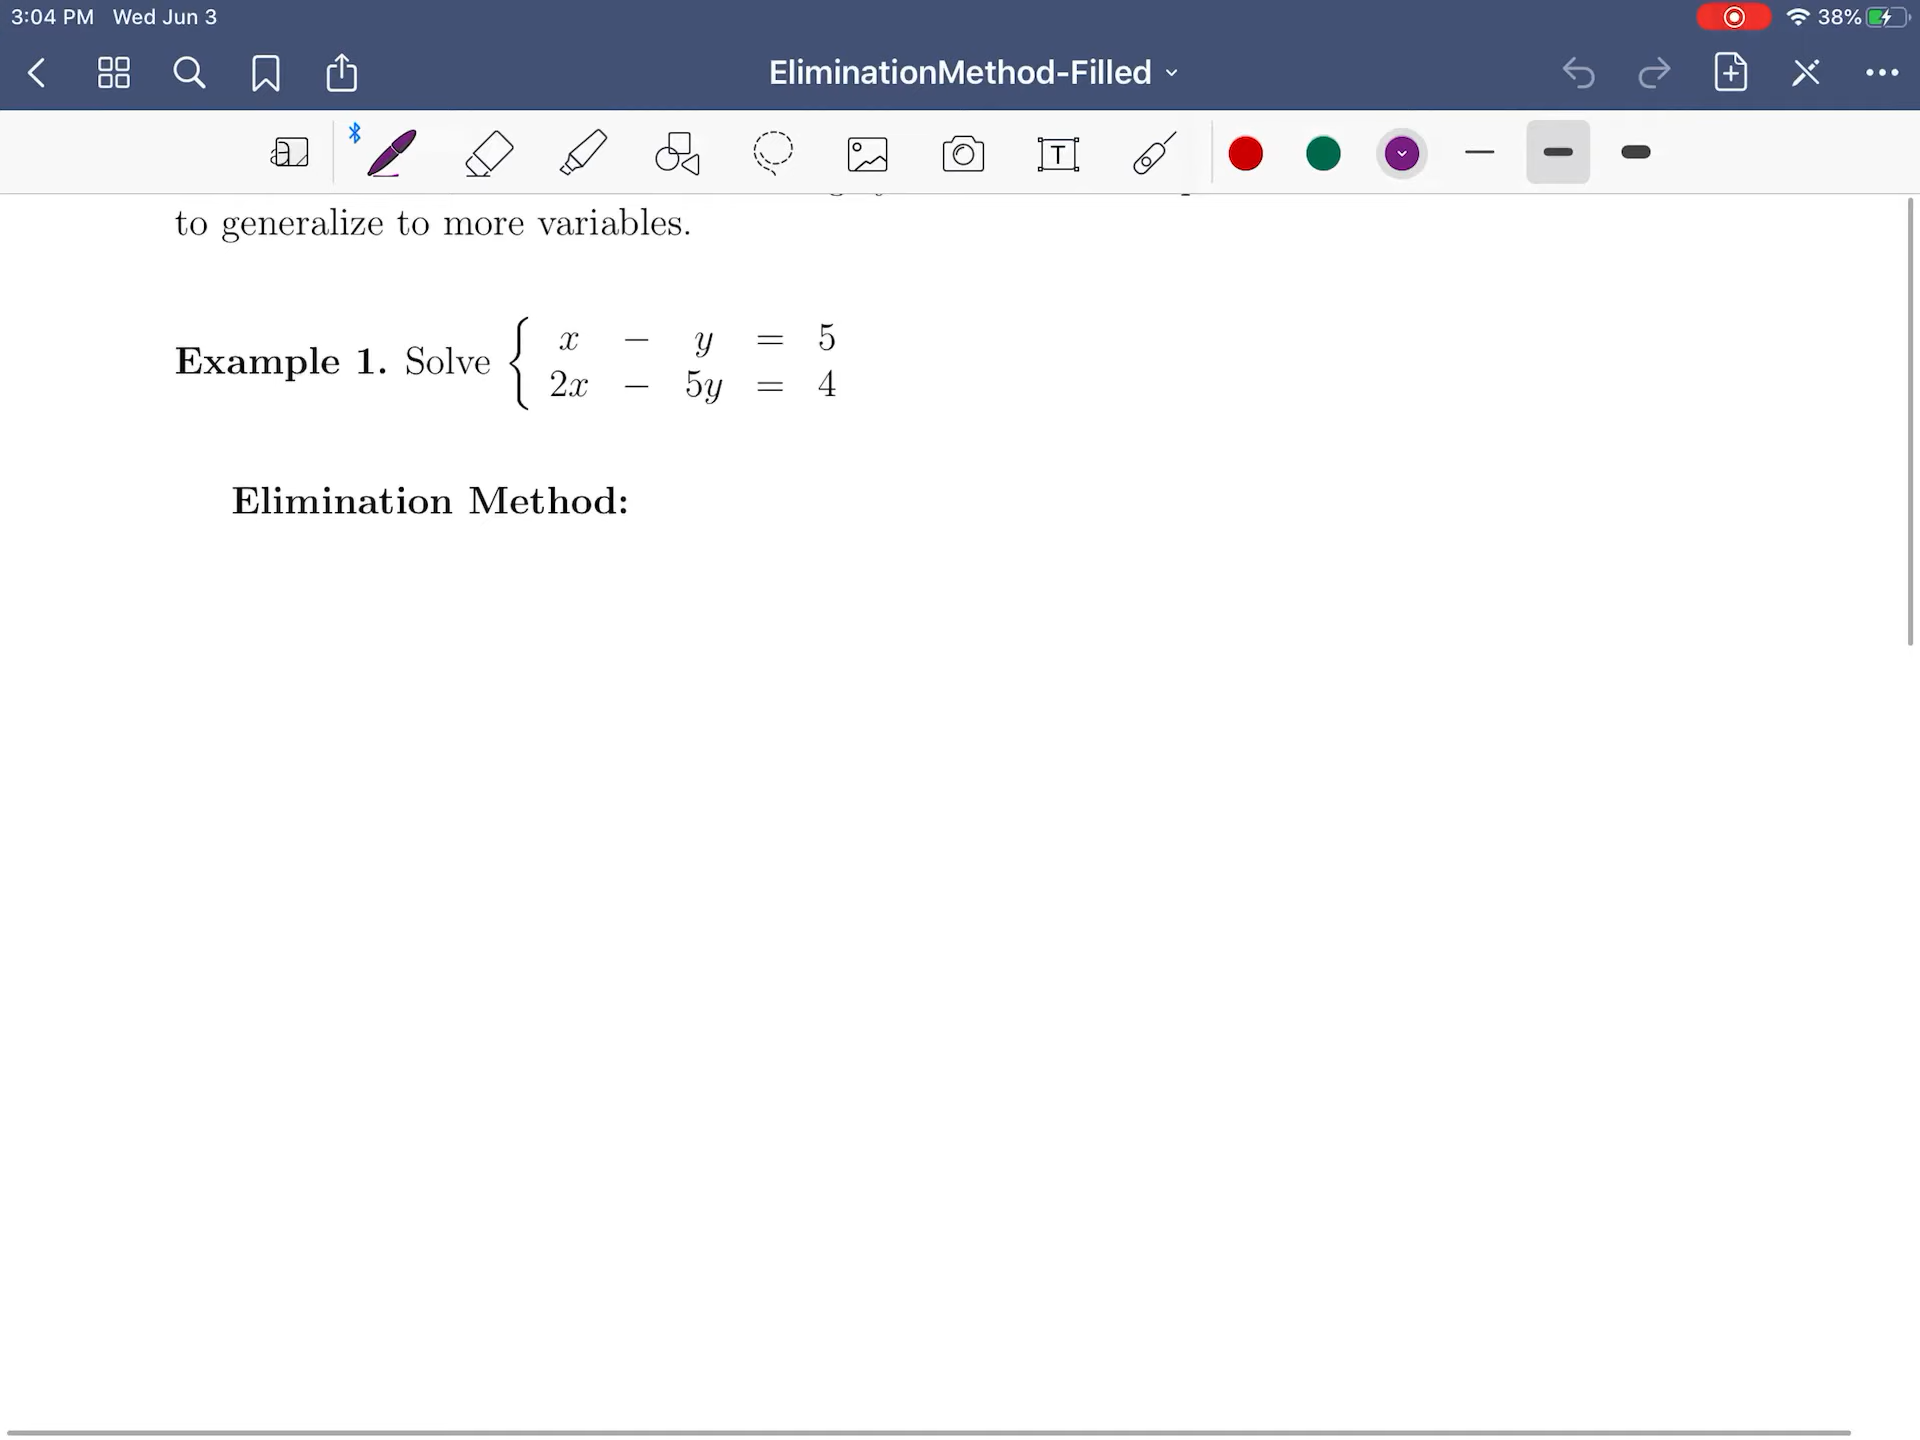 3:04 PM Wed Jun 3
38%
EliminationMethod-Filled
a
T
to generalize to more variables.
Example 1. Solve { x − y = 5
2x − 5y = 4
Elimination Method: